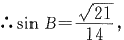 ∴sin B=√21/14,